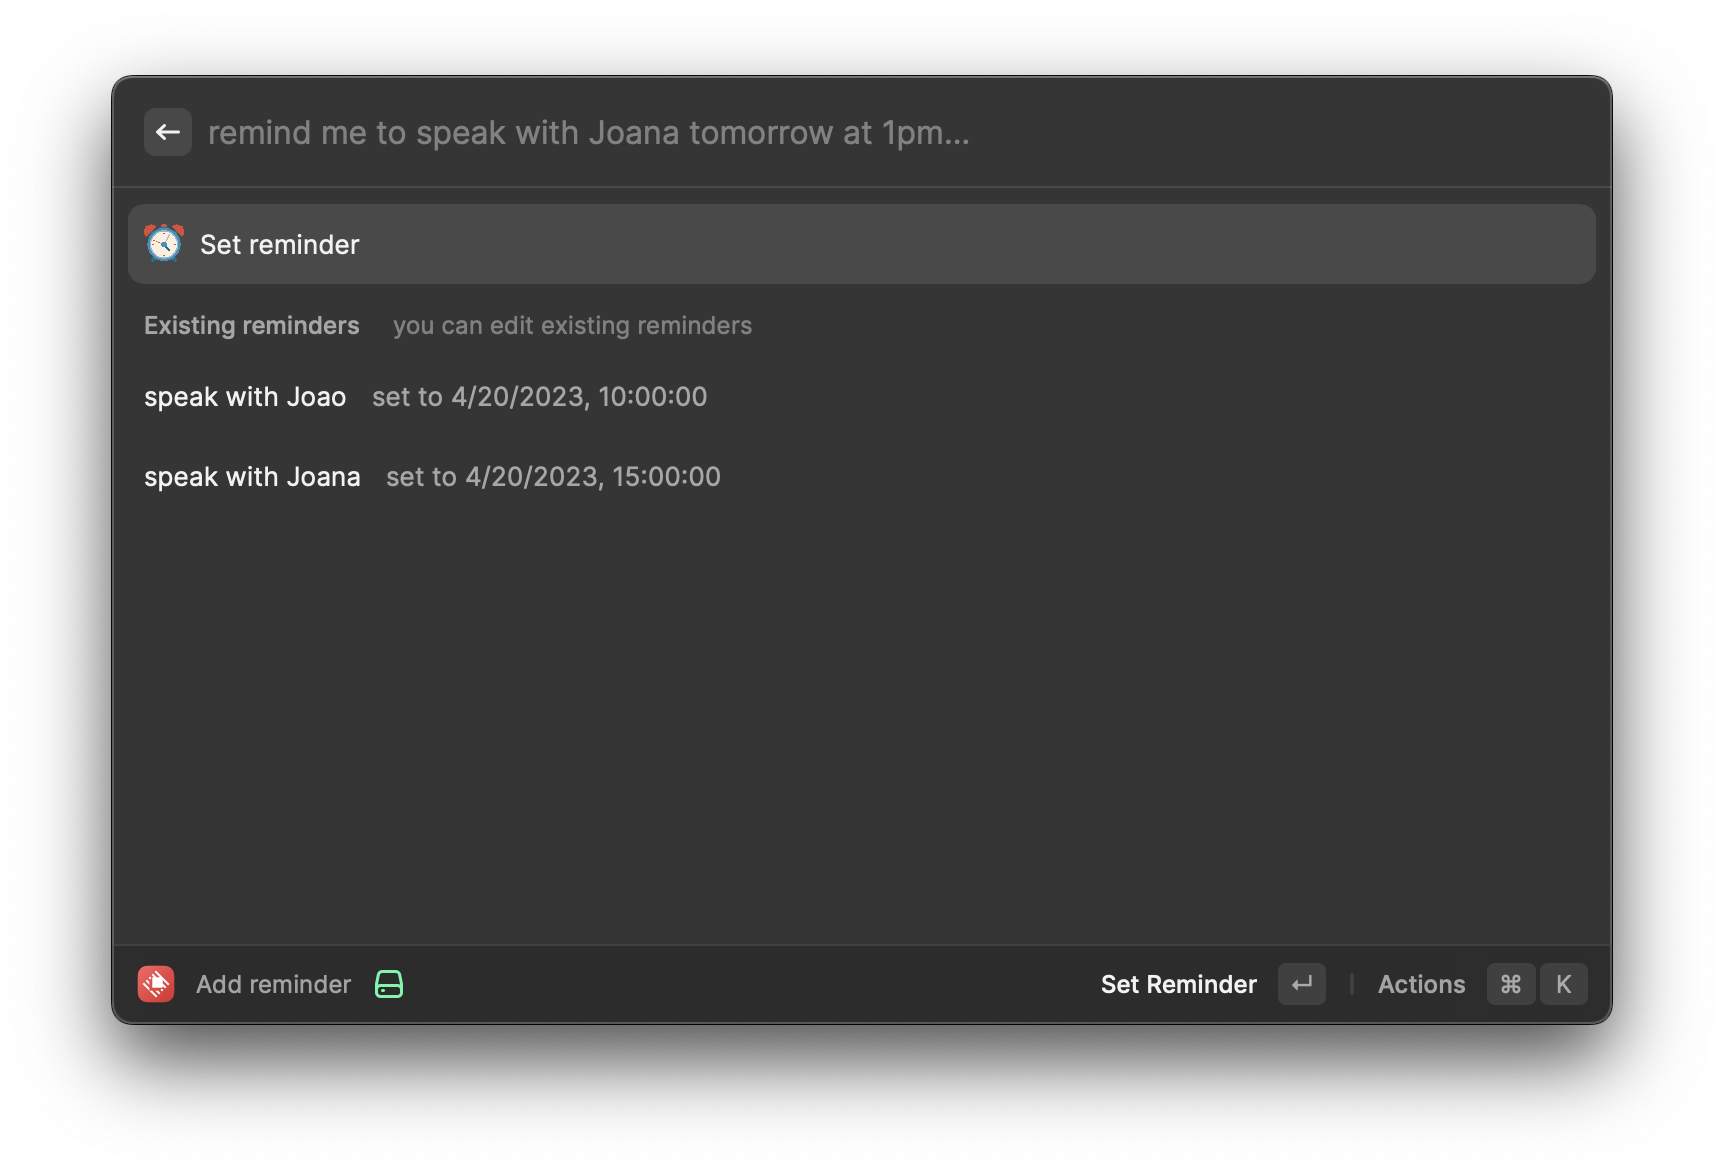 remind me to speak with Joana tomorrow at 1pm...
Set reminder
Existing reminders you can edit existing reminders
speak with Joao set to 4/20/2023, 10:00:00
speak with Joana set to 4/20/2023, 15:00:00
Add reminder Set Reminder ↵ Actions ⌘ K